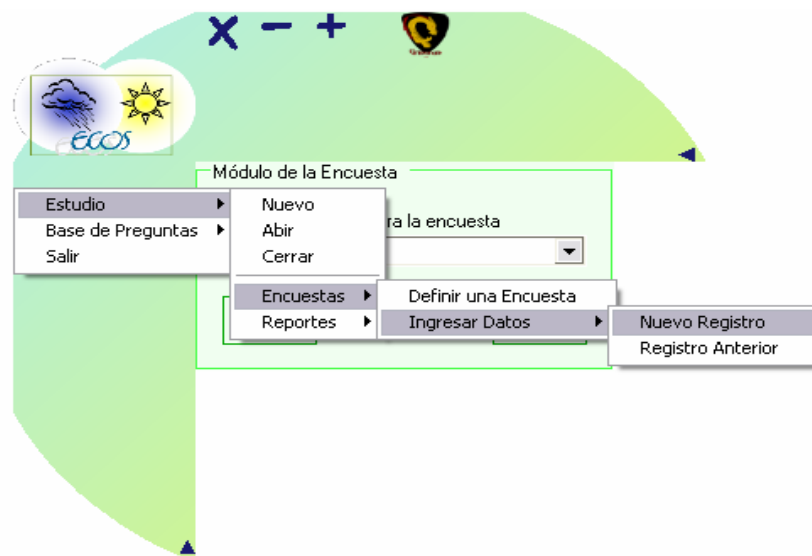 ECOS
Módulo de la Encuesta
ra la encuesta
Estudio
Base de Preguntas
Salir
Nuevo
Abir
Cerrar
Encuestas
Reportes
Definir una Encuesta
Ingresar Datos
Nuevo Registro
Registro Anterior